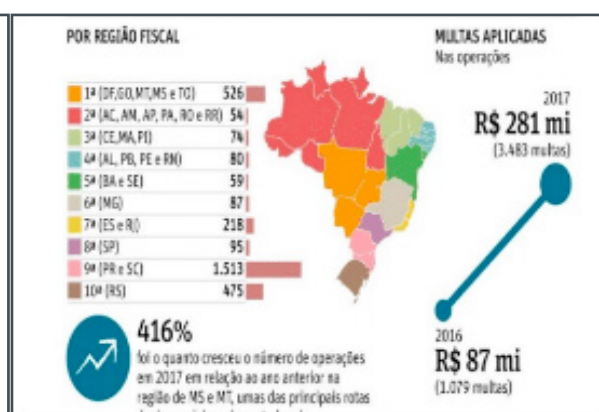 POR REGIÃO FISCAL
1ª (DF,GO,MT,MS e TO) 526
2ª (AC, AM, AP, PA, RO e RR) 54
3ª (CE,MA,PI) 74
4ª (AL, PB, PE e RN) 80
5ª (BA e SE) 59
6ª (MG) 87
7ª (ES e RJ) 218
8ª (SP) 95
9ª (PR e SC) 1.513
10ª (RS) 475
416%
foi o quanto cresceu o número de operações
em 2017 em relação ao ano anterior na
região de MS e MT, umas das principais rotas
MULTAS APLICADAS
Nas operações
2017
R$ 281 mi
(3.483 multas)
2016
R$ 87 mi
(1.079 multas)